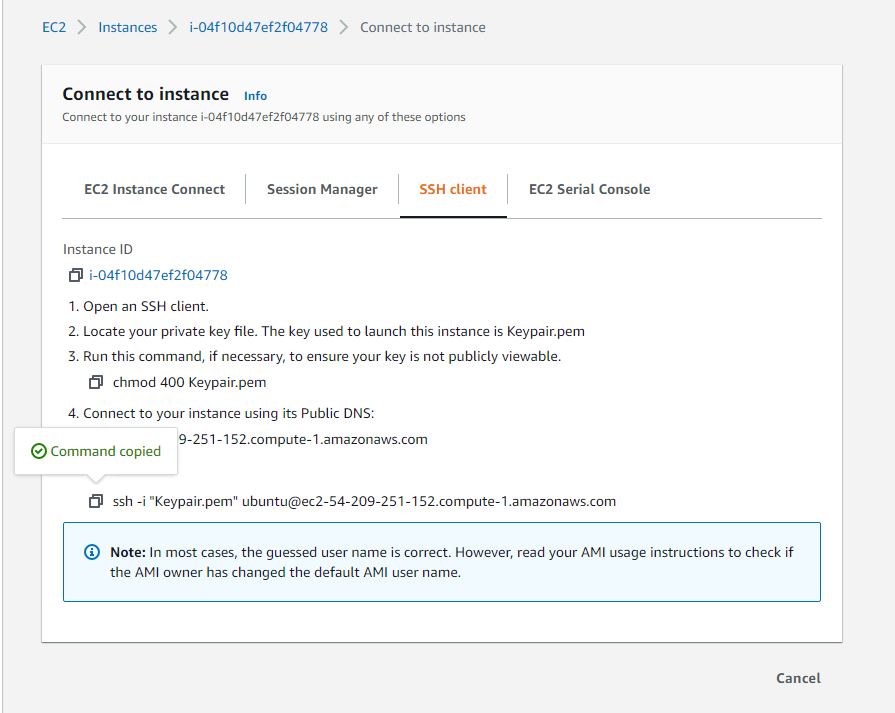 EC2 > Instances > i-04f10d47ef2f04778 > Connect to instance
Connect to instance Info
Connect to your instance i-04f10d47ef2f04778 using any of these options
EC2 Instance Connect Session Manager SSH client EC2 Serial Console
Instance ID
i-04f10d47ef2f04778
1. Open an SSH client.
2. Locate your private key file. The key used to launch this instance is Keypair.pem
3. Run this command, if necessary, to ensure your key is not publicly viewable.
chmod 400 Keypair.pem
4. Connect to your instance using its Public DNS:
9-251-152.compute-1.amazonaws.com
Command copied
ssh -i "Keypair.pem" ubuntu@ec2-54-209-251-152.compute-1.amazonaws.com
Note: In most cases, the guessed user name is correct. However, read your AMI usage instructions to check if
the AMI owner has changed the default AMI user name.
Cancel